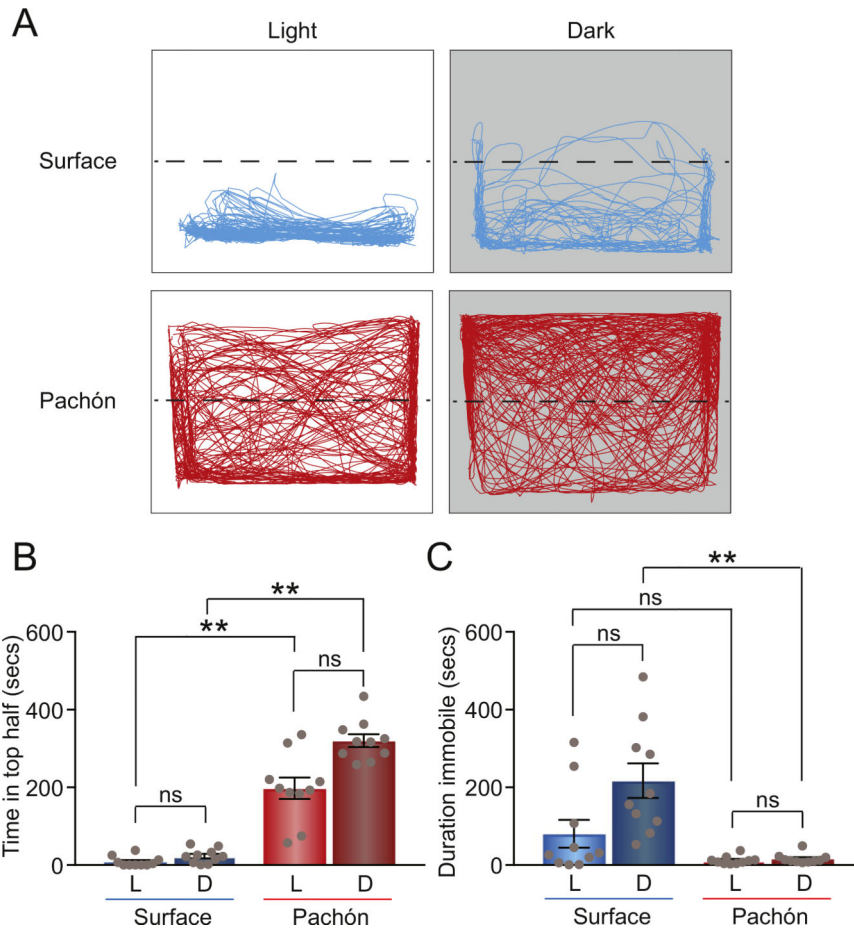 A
Light
Dark
Surface
Pachón
B
Time in top half (secs)
600
400
200
0
**
**
ns
ns
L
D
L
D
Surface
Pachón
C
Duration immobile (secs)
600
400
200
0
**
ns
ns
ns
L
D
L
D
Surface
Pachón